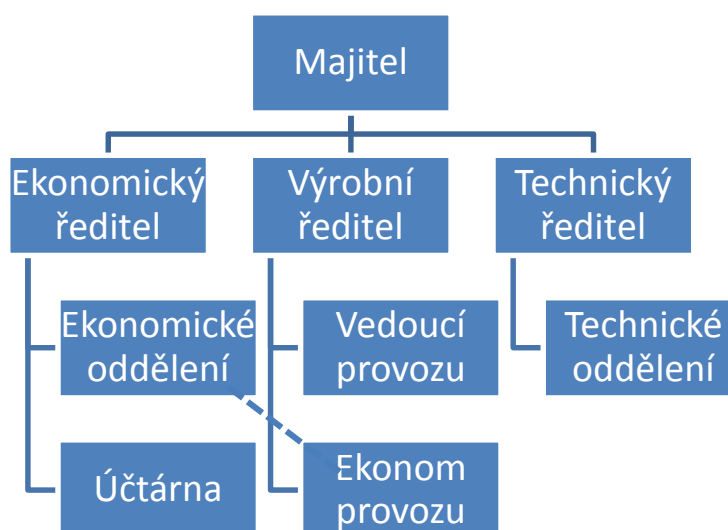 Majitel
Ekonomický
ředitel
Výrobní
ředitel
Technický
ředitel
Ekonomické
oddělení
Vedoucí
provozu
Technické
oddělení
Účtárna
Ekonom
provozu